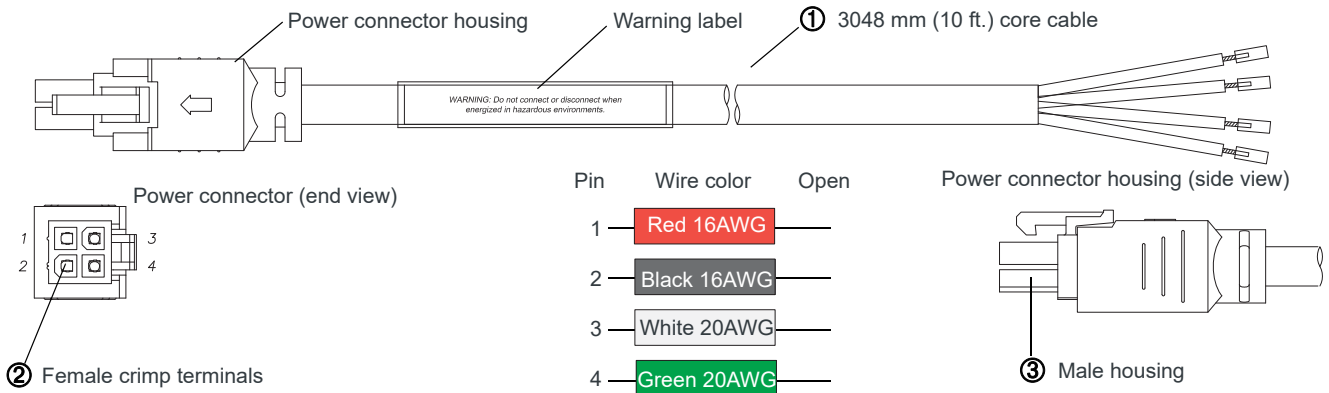 Power connector housing
Warning label
① 3048 mm (10 ft.) core cable
WARNING: Do not connect or disconnect when
energized in hazardous environments.
Power connector (end view)
1 3
2 4
② Female crimp terminals
Pin Wire color Open
1 Red 16AWG
2 Black 16AWG
3 White 20AWG
4 Green 20AWG
Power connector housing (side view)
③ Male housing